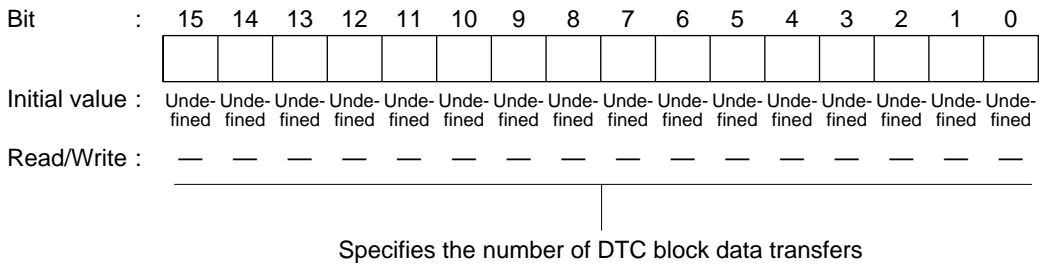 Bit : 15 14 13 12 11 10 9 8 7 6 5 4 3 2 1 0
Initial value : Unde- Unde- Unde- Unde- Unde- Unde- Unde- Unde- Unde- Unde- Unde- Unde- Unde- Unde- Unde- Unde-
fined fined fined fined fined fined fined fined fined fined fined fined fined fined fined fined
Read/Write : — — — — — — — — — — — — — — — —
Specifies the number of DTC block data transfers